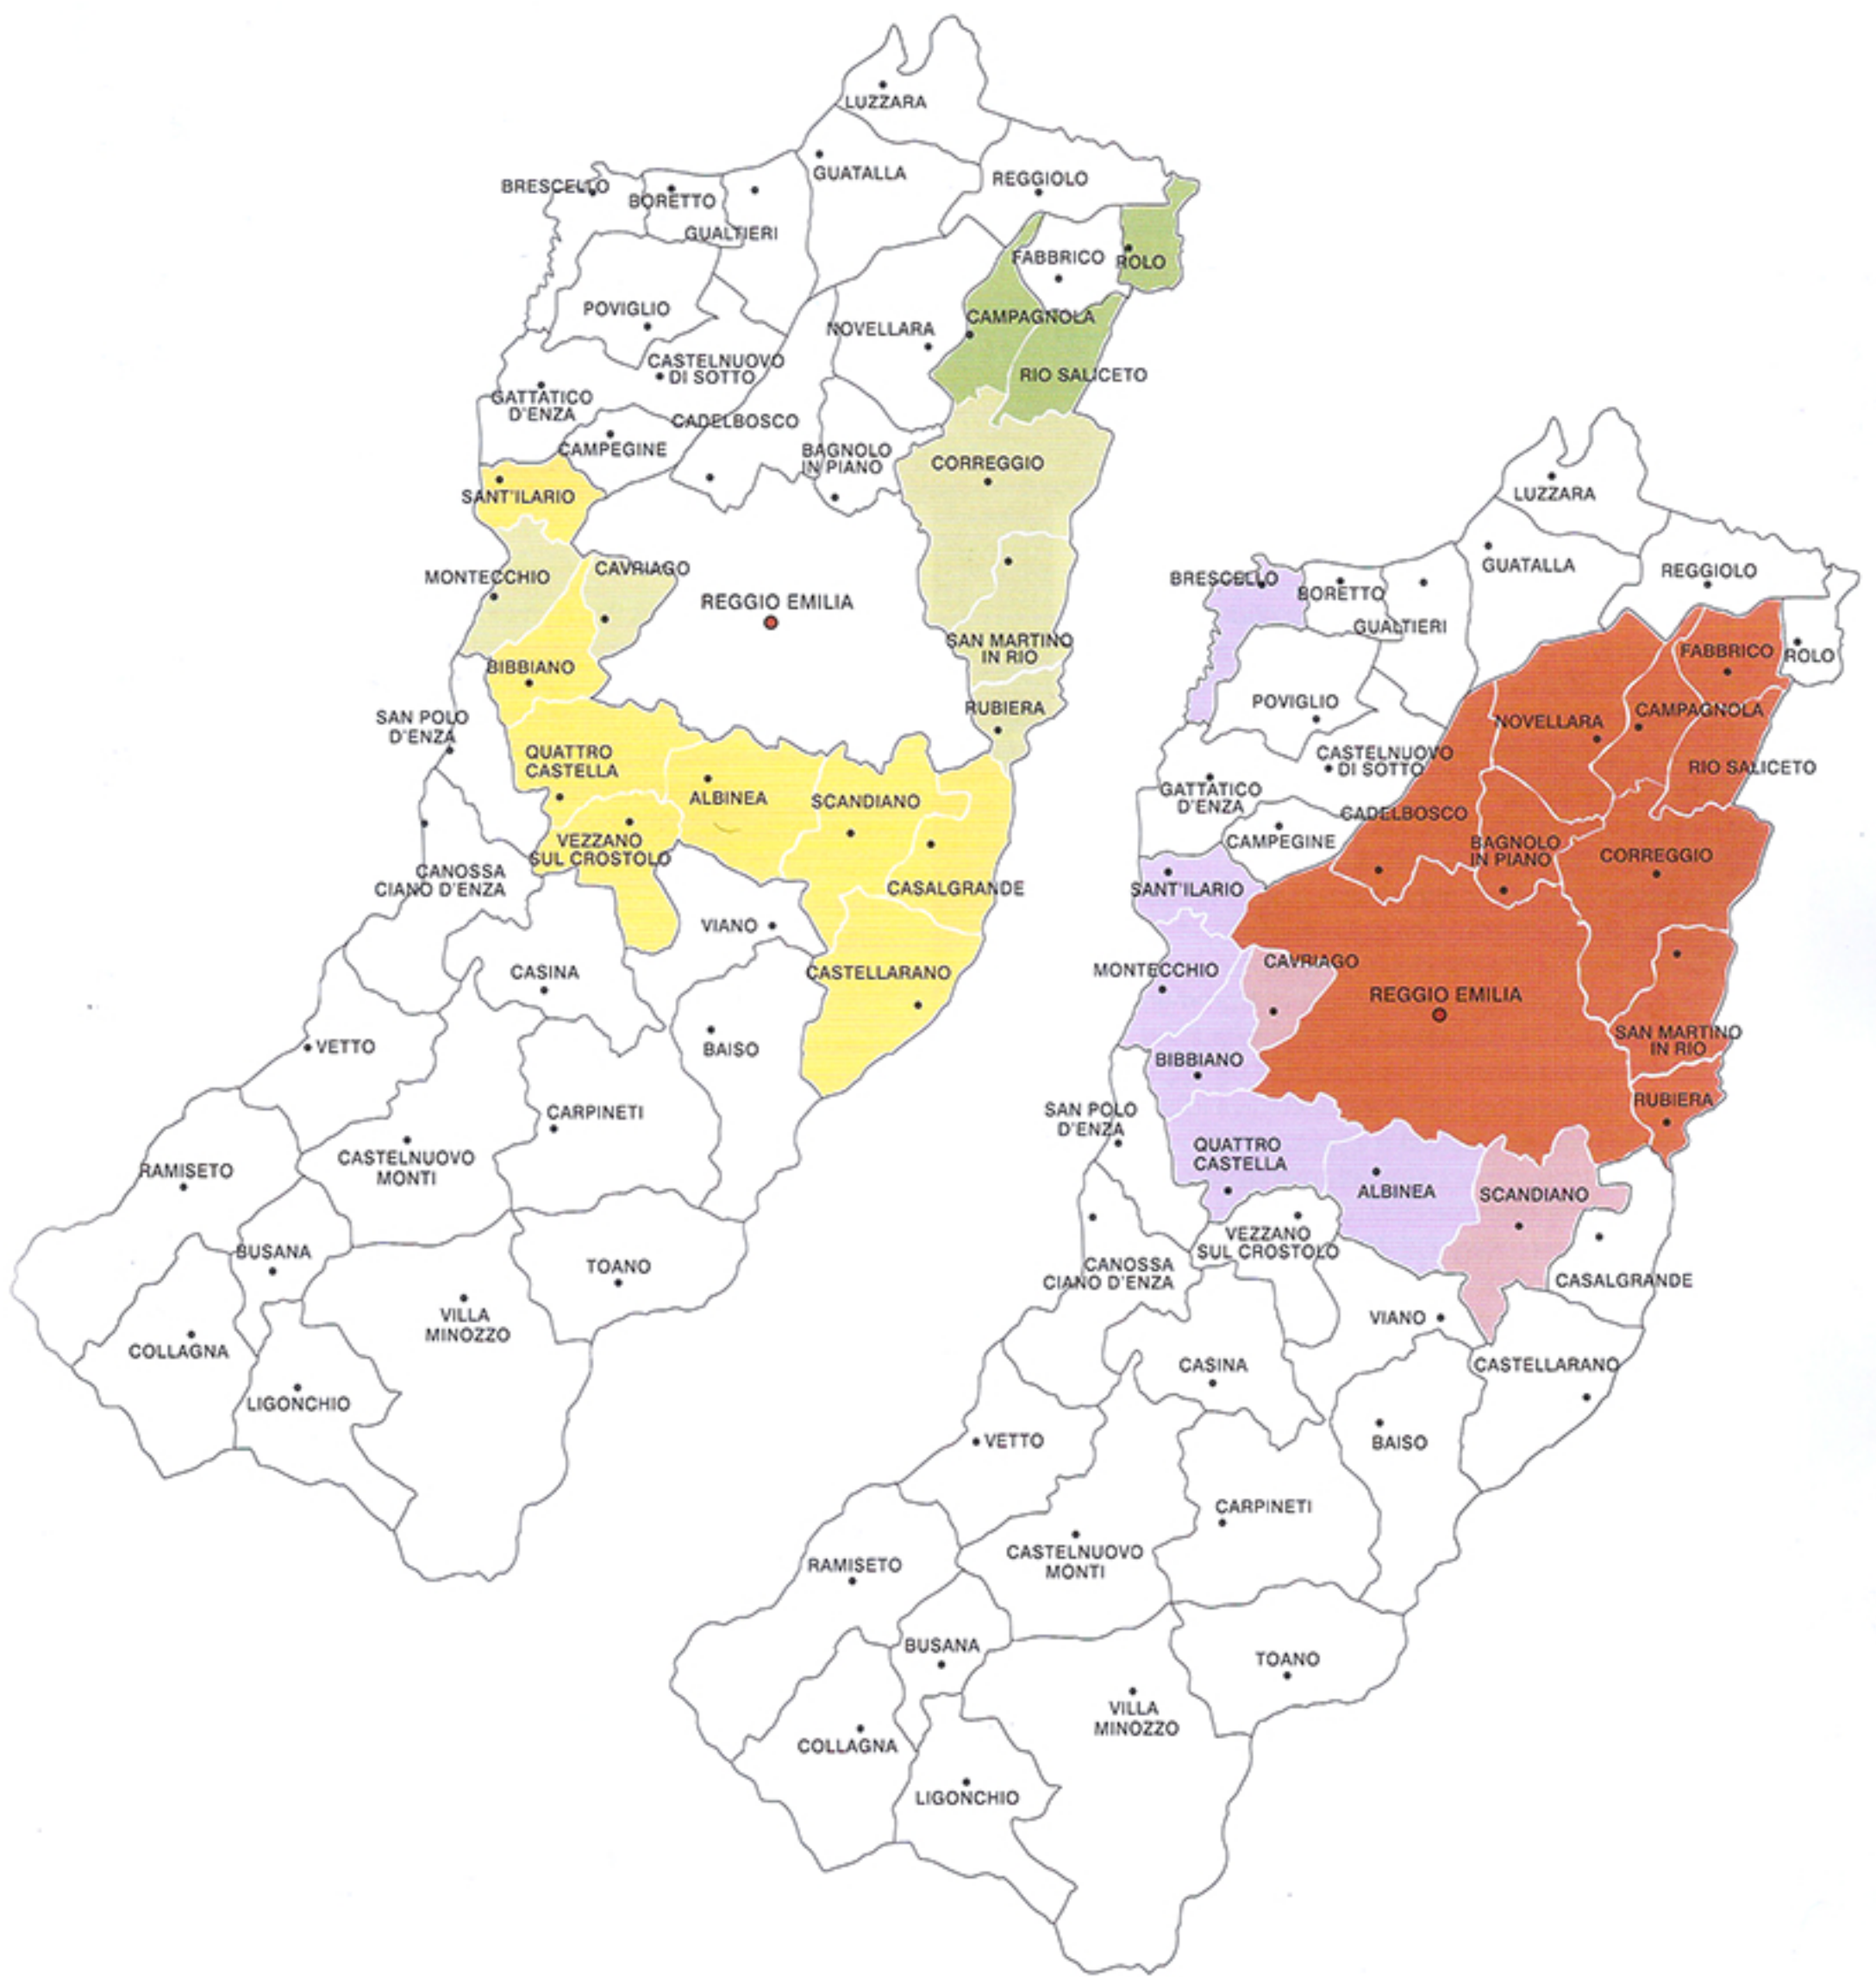 LUZZARA
GUATALLA
REGGIOLO
BRESCELLO
BORETTO
GUALTIERI
FABBRICO
ROLO
POVIGLIO
CAMPAGNOLA
NOVELLARA
CASTELNUOVO
DI SOTTO
RIO SALICETO
GATTATICO
D'ENZA
CADELBOSCO
CAMPEGINE
BAGNOLO
IN PIANO
CORREGGIO
SANT'ILARIO
MONTECCHIO
CAVRIAGO
REGGIO EMILIA
SAN MARTINO
IN RIO
BIBBIANO
RUBIERA
SAN POLO
D'ENZA
QUATTRO
CASTELLA
ALBINEA
SCANDIANO
VEZZANO
SUL CROSTOLO
CANOSSA
CIANO D'ENZA
CASALGRANDE
VIANO
CASINA
CASTELLARANO
VETTO
BAISO
CARPINETI
CASTELNUOVO
MONTI
RAMISETO
BUSANA
TOANO
VILLA
MINOZZO
COLLAGNA
LIGONCHIO
LUZZARA
GUATALLA
REGGIOLO
BRESCELLO
BORETTO
GUALTIERI
FABBRICO
ROLO
POVIGLIO
CAMPAGNOLA
NOVELLARA
CASTELNUOVO
DI SOTTO
RIO SALICETO
GATTATICO
D'ENZA
CADELBOSCO
CAMPEGINE
BAGNOLO
IN PIANO
CORREGGIO
SANT'ILARIO
MONTECCHIO
CAVRIAGO
REGGIO EMILIA
SAN MARTINO
IN RIO
BIBBIANO
RUBIERA
SAN POLO
D'ENZA
QUATTRO
CASTELLA
ALBINEA
SCANDIANO
VEZZANO
SUL CROSTOLO
CANOSSA
CIANO D'ENZA
CASALGRANDE
VIANO
CASINA
CASTELLARANO
VETTO
BAISO
CARPINETI
CASTELNUOVO
MONTI
RAMISETO
BUSANA
TOANO
VILLA
MINOZZO
COLLAGNA
LIGONCHIO